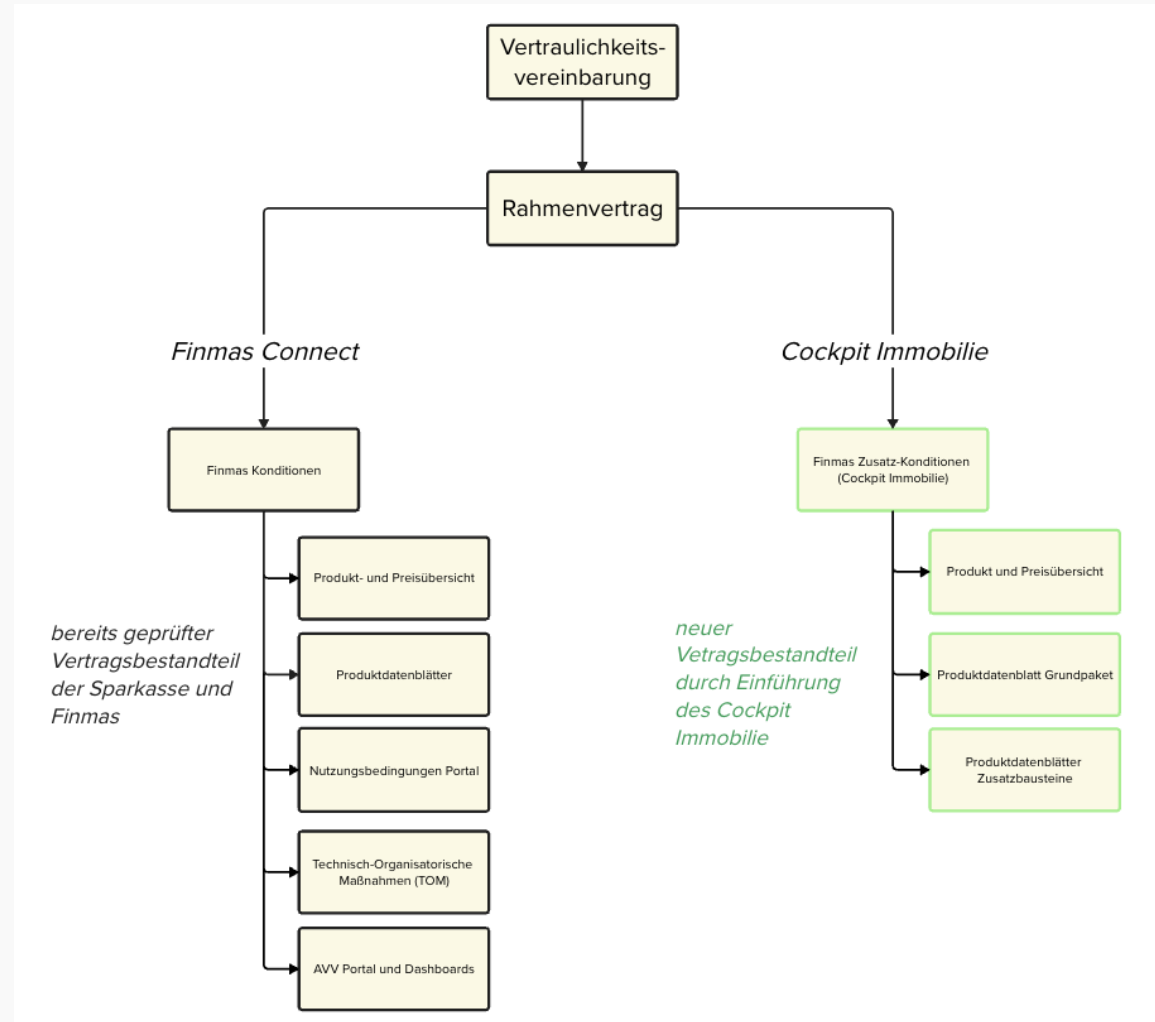 Vertraulichkeits-
vereinbarung
Rahmenvertrag
Finmas Connect
Cockpit Immobilie
Finmas Konditionen
Finmas Zusatz-Konditionen
(Cockpit Immobilie)
Produkt- und Preisübersicht
Produktdatenblätter
Nutzungsbedingungen Portal
Technisch-Organisatorische
Maßnahmen (TOM)
AVV Portal und Dashboards
bereits geprüfter
Vertragsbestandteil
der Sparkasse und
Finmas
Produkt und Preisübersicht
Produktdatenblatt Grundpaket
Produktdatenblätter
Zusatzbausteine
neuer
Vetragsbestandteil
durch Einführung
des Cockpit
Immobilie